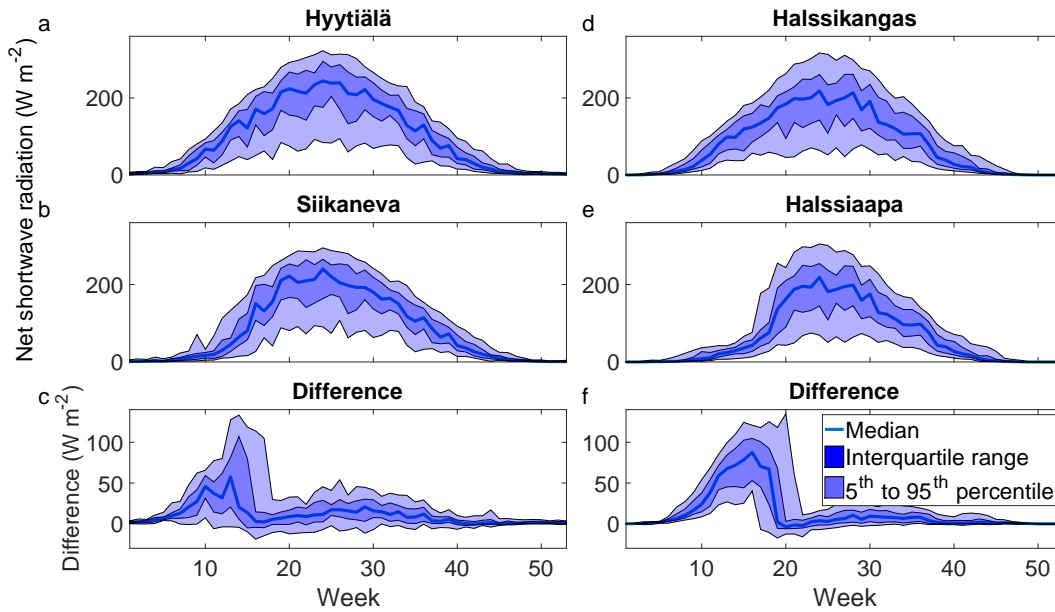 a
Hyytiälä
d
Halssikangas
Net shortwave radiation (W m⁻²)
200
0
200
0
b
Siikaneva
e
Halssiaapa
200
0
200
0
c
Difference
f
Difference
Difference (W m⁻²)
100
50
0
100
50
0
Median
Interquartile range
5ᵗʰ to 95ᵗʰ percentile
10 20 30 40 50
10 20 30 40 50
Week
Week